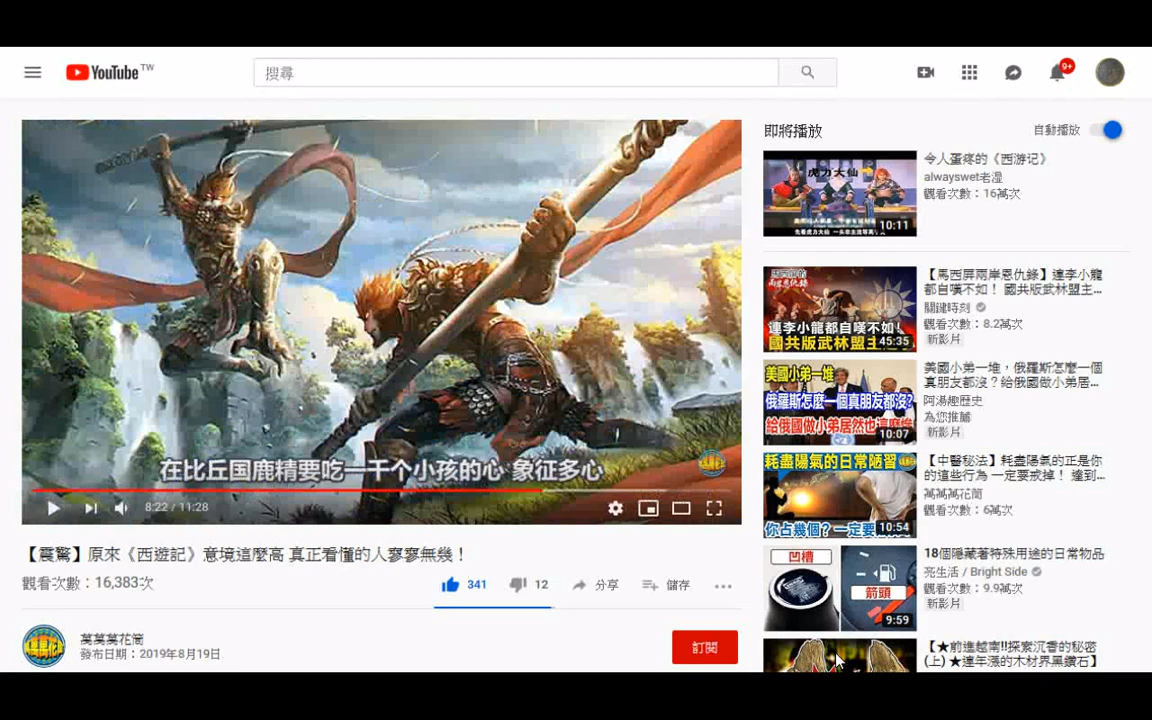 YouTube TW
搜尋
9+
在比丘国鹿精要吃一千个小孩的心 象征多心
8:22 / 11:28
【震驚】原來《西遊記》意境這麼高 真正看懂的人寥寥無幾！
觀看次數：16,383次
341
12
分享
儲存
萬萬萬花筒
發布日期：2019年8月19日
訂閱
即將播放
自動播放
虎力大仙
10:11
令人蛋疼的《西游记》
alwayswet老湿
觀看次數：16萬次
連李小龍都自嘆不如！
國共版武林盟主
45:35
【馬西屏兩岸恩仇錄】連李小龍
都自嘆不如！ 國共版武林盟主...
關鍵時刻
觀看次數：8.2萬次
新影片
美國小弟一堆
俄羅斯怎麼一個真朋友都沒?
給俄國做小弟居然也
10:07
美國小弟一堆，俄羅斯怎麼一個
真朋友都沒？給俄國做小弟居...
阿湯趣歷史
為您推薦
新影片
耗盡陽氣的日常陋習
你占幾個？一定要
10:54
【中醫秘法】耗盡陽氣的正是你
的這些行為 一定要戒掉！ 達到...
萬萬萬花筒
觀看次數：6萬次
凹槽
箭頭
9:59
18個隱藏著特殊用途的日常物品
亮生活 / Bright Side
觀看次數：9.9萬次
新影片
【★前進越南!!探索沉香的秘密
(上) ★連年漲的木材界黑鑽石】